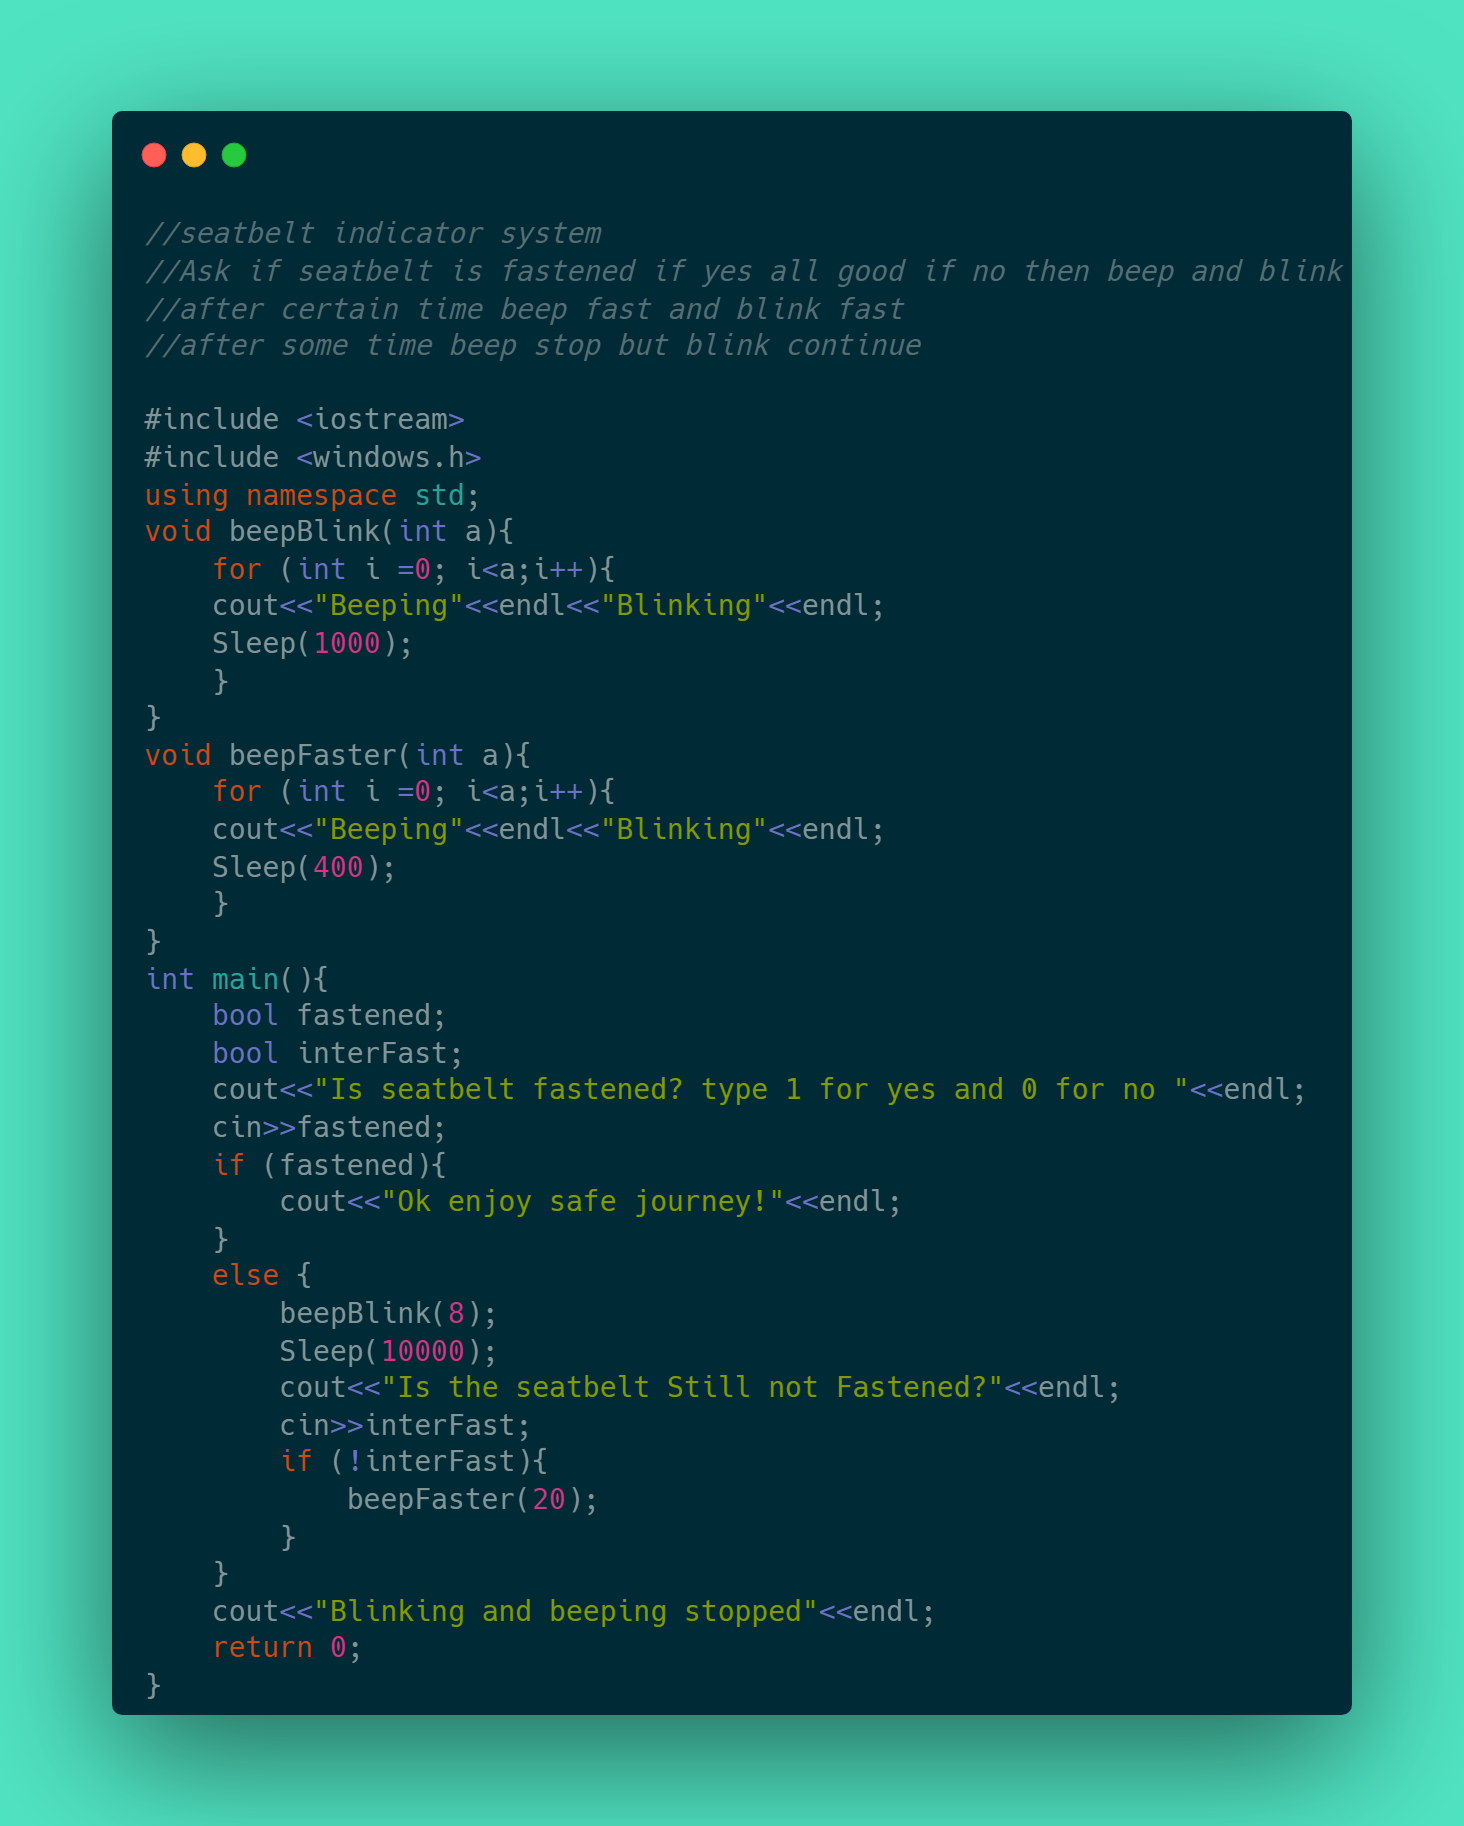 //seatbelt indicator system
//Ask if seatbelt is fastened if yes all good if no then beep and blink
//after certain time beep fast and blink fast
//after some time beep stop but blink continue

#include <iostream>
#include <windows.h>
using namespace std;
void beepBlink(int a){
    for (int i =0; i<a;i++){
    cout<<"Beeping"<<endl<<"Blinking"<<endl;
    Sleep(1000);
    }
}
void beepFaster(int a){
    for (int i =0; i<a;i++){
    cout<<"Beeping"<<endl<<"Blinking"<<endl;
    Sleep(400);
    }
}
int main(){
    bool fastened;
    bool interFast;
    cout<<"Is seatbelt fastened? type 1 for yes and 0 for no "<<endl;
    cin>>fastened;
    if (fastened){
        cout<<"Ok enjoy safe journey!"<<endl;
    }
    else {
        beepBlink(8);
        Sleep(10000);
        cout<<"Is the seatbelt Still not Fastened?"<<endl;
        cin>>interFast;
        if (!interFast){
            beepFaster(20);
        }
    }
    cout<<"Blinking and beeping stopped"<<endl;
    return 0;
}